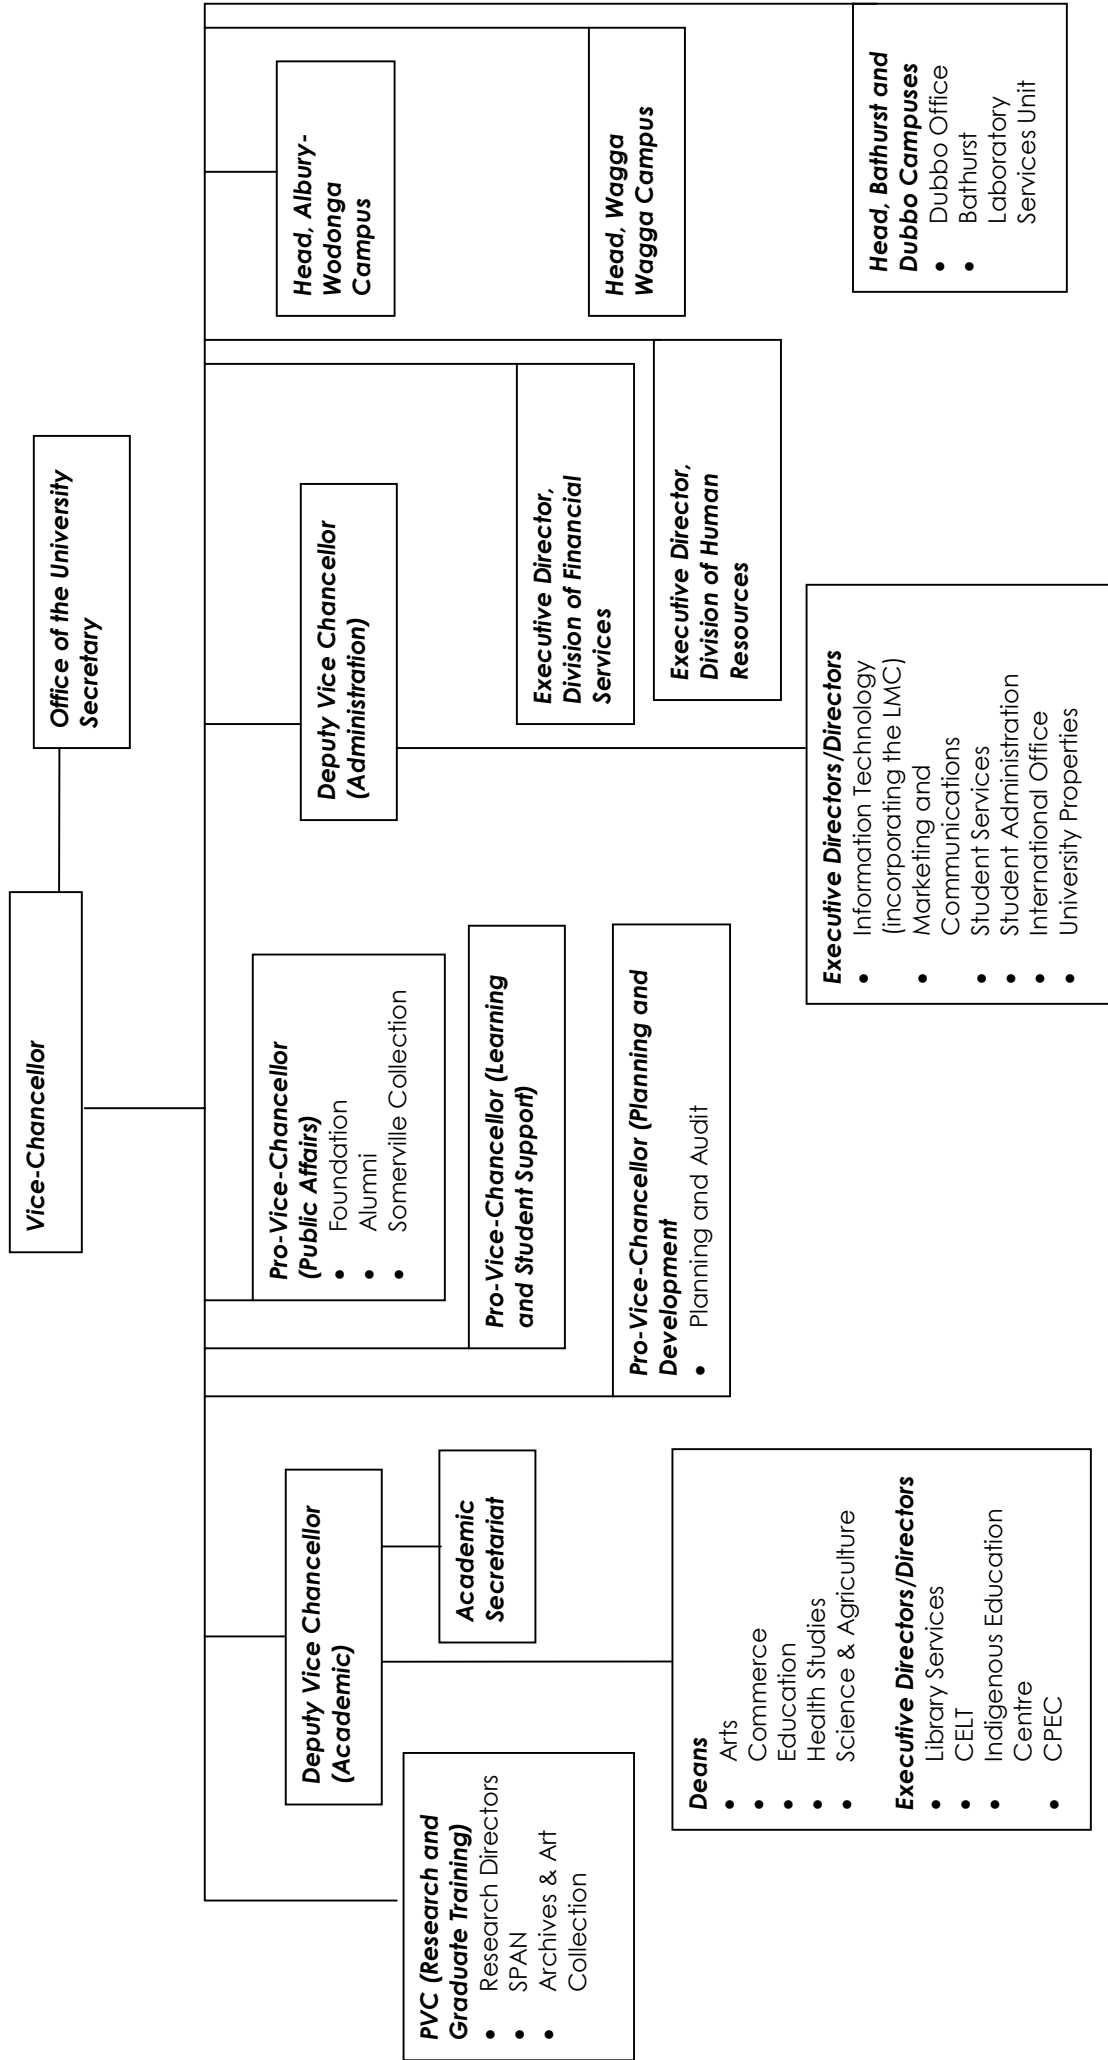 Vice-Chancellor
Office of the University
Secretary
PVC (Research and
Graduate Training)
• Research Directors
• SPAN
• Archives & Art
Collection
Deputy Vice Chancellor
(Academic)
Academic
Secretariat
Deans
• Arts
• Commerce
• Education
• Health Studies
• Science & Agriculture
Executive Directors/Directors
• Library Services
• CELT
• Indigenous Education
Centre
• CPEC
Pro-Vice-Chancellor
(Public Affairs)
• Foundation
• Alumni
• Somerville Collection
Pro-Vice-Chancellor (Learning
and Student Support)
Pro-Vice-Chancellor (Planning and
Development
• Planning and Audit
Deputy Vice Chancellor
(Administration)
Executive Director,
Division of Financial
Services
Executive Director,
Division of Human
Resources
Executive Directors/Directors
• Information Technology
(incorporating the LMC)
• Marketing and
Communications
• Student Services
• Student Administration
• International Office
• University Properties
Head, Albury-
Wodonga
Campus
Head, Wagga
Wagga Campus
Head, Bathurst and
Dubbo Campuses
• Dubbo Office
• Bathurst
Laboratory
Services Unit